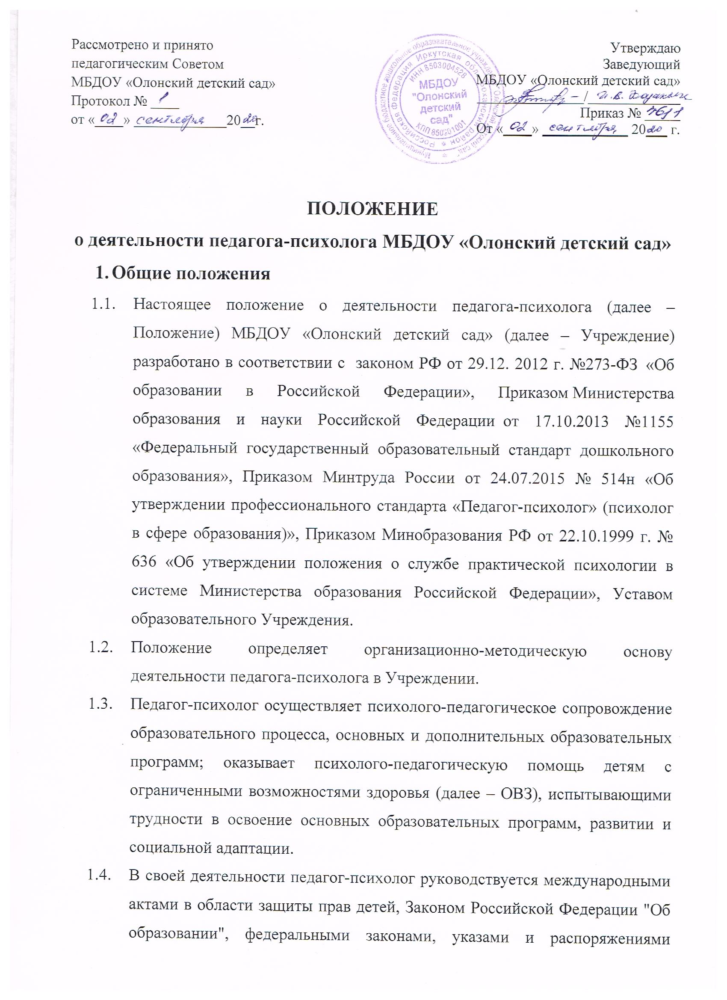 Рассмотрено и принято
педагогическим Советом
МБДОУ «Олонский детский сад»
Протокол № 1
от «02» сентября 2020г.
Муниципальное бюджетное дошкольное образовательное учреждение "Олонский детский сад"
Российская Федерация Иркутская район
ИНН 8503004528
МБДОУ
"Олонский
детский
сад"
КПП 850301001
Утверждаю
Заведующий
МБДОУ «Олонский детский сад»
/ И.В.
Приказ №
От «02» сентября 2020 г.
ПОЛОЖЕНИЕ
о деятельности педагога-психолога МБДОУ «Олонский детский сад»
1. Общие положения
1.1. Настоящее положение о деятельности педагога-психолога (далее –
Положение) МБДОУ «Олонский детский сад» (далее – Учреждение)
разработано в соответствии с законом РФ от 29.12. 2012 г. №273-ФЗ «Об
образовании в Российской Федерации», Приказом Министерства
образования и науки Российской Федерации от 17.10.2013 №1155
«Федеральный государственный образовательный стандарт дошкольного
образования», Приказом Минтруда России от 24.07.2015 № 514н «Об
утверждении профессионального стандарта «Педагог-психолог» (психолог
в сфере образования)», Приказом Минобразования РФ от 22.10.1999 г. №
636 «Об утверждении положения о службе практической психологии в
системе Министерства образования Российской Федерации», Уставом
образовательного Учреждения.
1.2. Положение определяет организационно-методическую основу
деятельности педагога-психолога в Учреждении.
1.3. Педагог-психолог осуществляет психолого-педагогическое сопровождение
образовательного процесса, основных и дополнительных образовательных
программ; оказывает психолого-педагогическую помощь детям с
ограниченными возможностями здоровья (далее – ОВЗ), испытывающими
трудности в освоение основных образовательных программ, развитии и
социальной адаптации.
1.4. В своей деятельности педагог-психолог руководствуется международными
актами в области защиты прав детей, Законом Российской Федерации "Об
образовании", федеральными законами, указами и распоряжениями